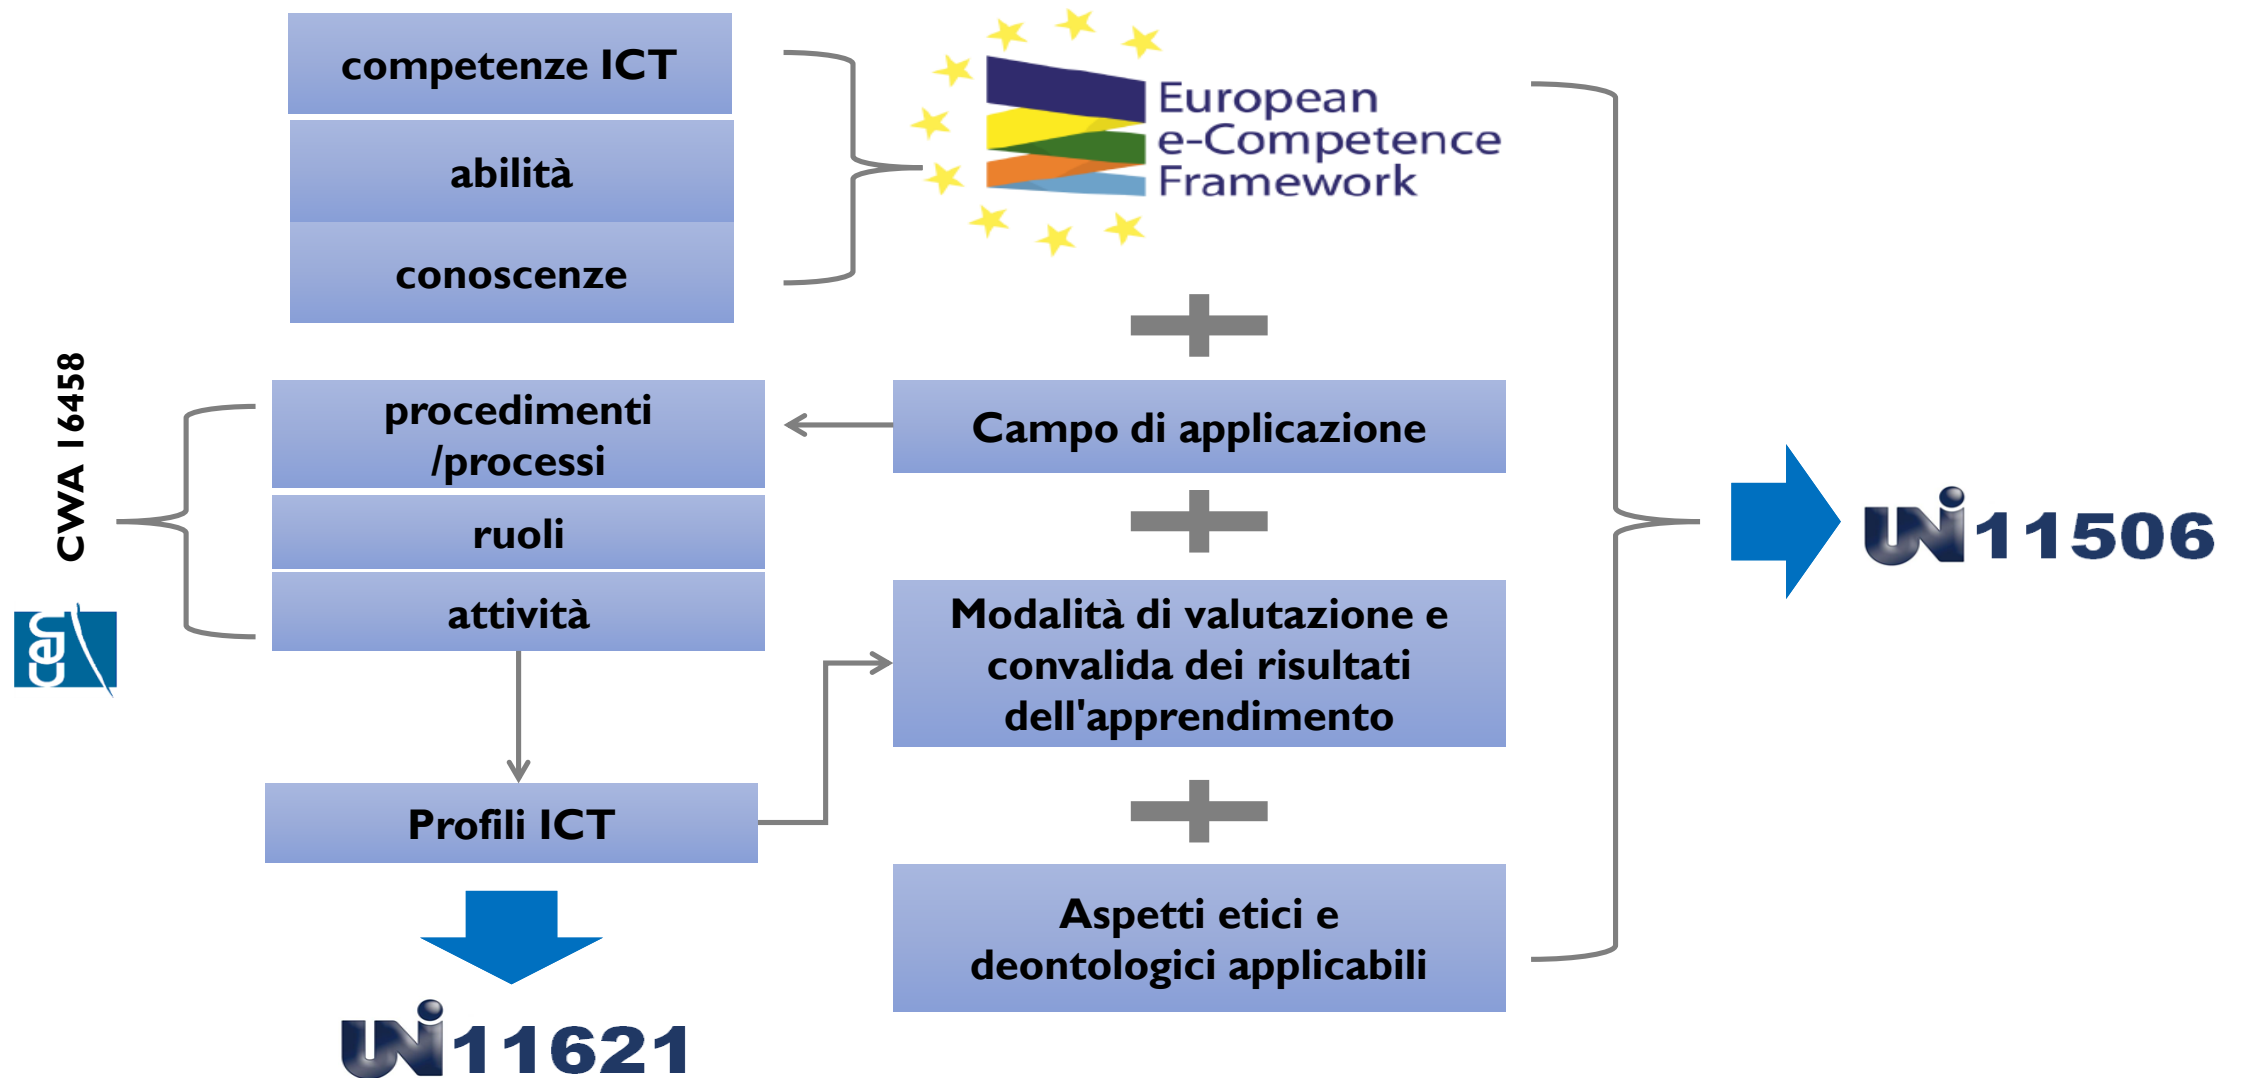 competenze ICT
abilità
conoscenze
European
e-Competence
Framework
CWA 16458
cen
procedimenti
/processi
ruoli
attività
Profili ICT
UNI 11621
Campo di applicazione
Modalità di valutazione e
convalida dei risultati
dell'apprendimento
Aspetti etici e
deontologici applicabili
UNI 11506